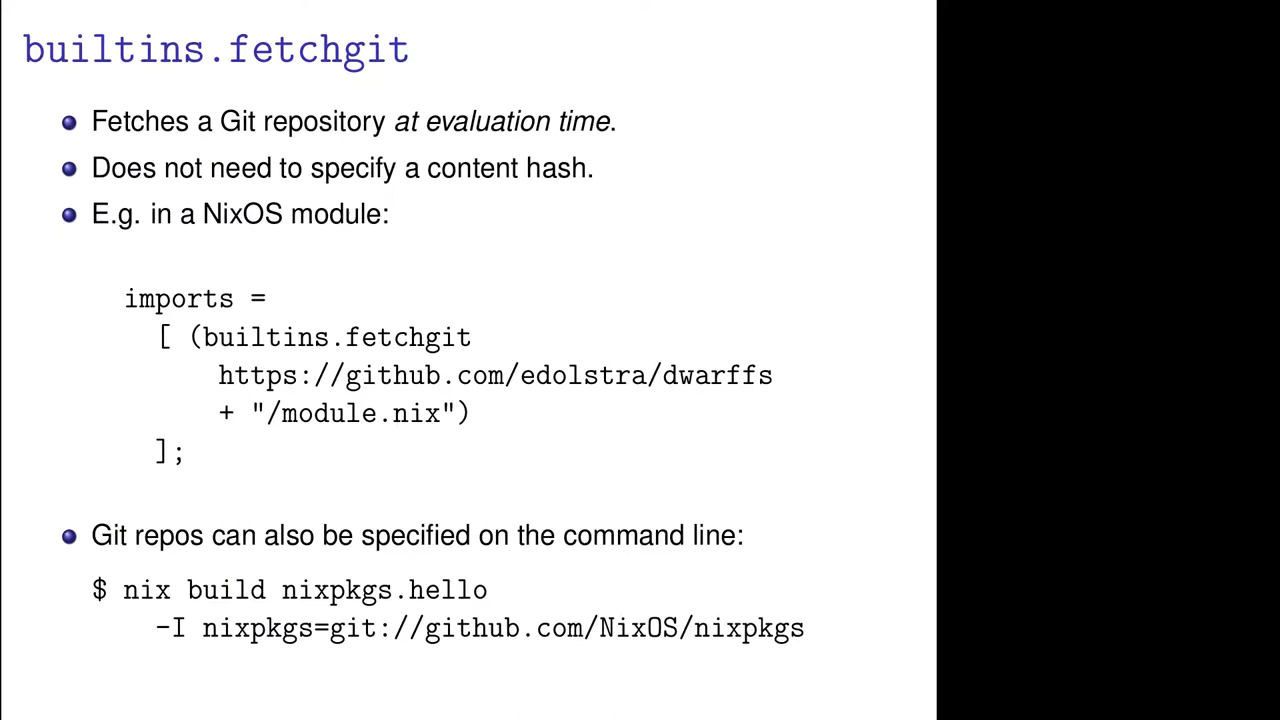 builtins.fetchgit
Fetches a Git repository at evaluation time.
Does not need to specify a content hash.
E.g. in a NixOS module:
imports =
[ (builtins.fetchgit
https://github.com/edolstra/dwarffs
+ "/module.nix")
];
Git repos can also be specified on the command line:
$ nix build nixpkgs.hello
-I nixpkgs=git://github.com/NixOS/nixpkgs